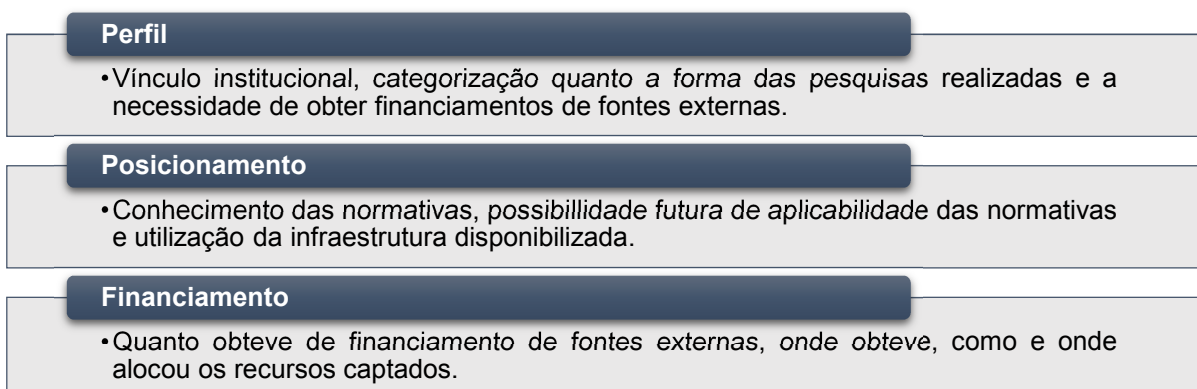 Perfil
•Vínculo institucional, categorização quanto a forma das pesquisas realizadas e a
necessidade de obter financiamentos de fontes externas.
Posicionamento
•Conhecimento das normativas, possibillidade futura de aplicabilidade das normativas
e utilização da infraestrutura disponibilizada.
Financiamento
•Quanto obteve de financiamento de fontes externas, onde obteve, como e onde
alocou os recursos captados.